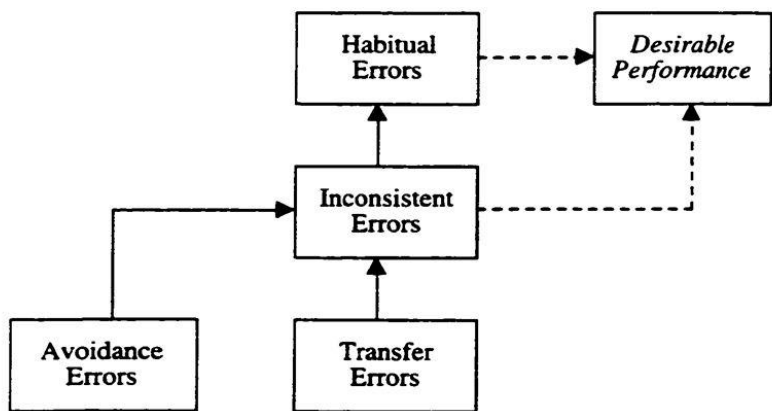 Habitual
Errors
Desirable
Performance
Inconsistent
Errors
Avoidance
Errors
Transfer
Errors